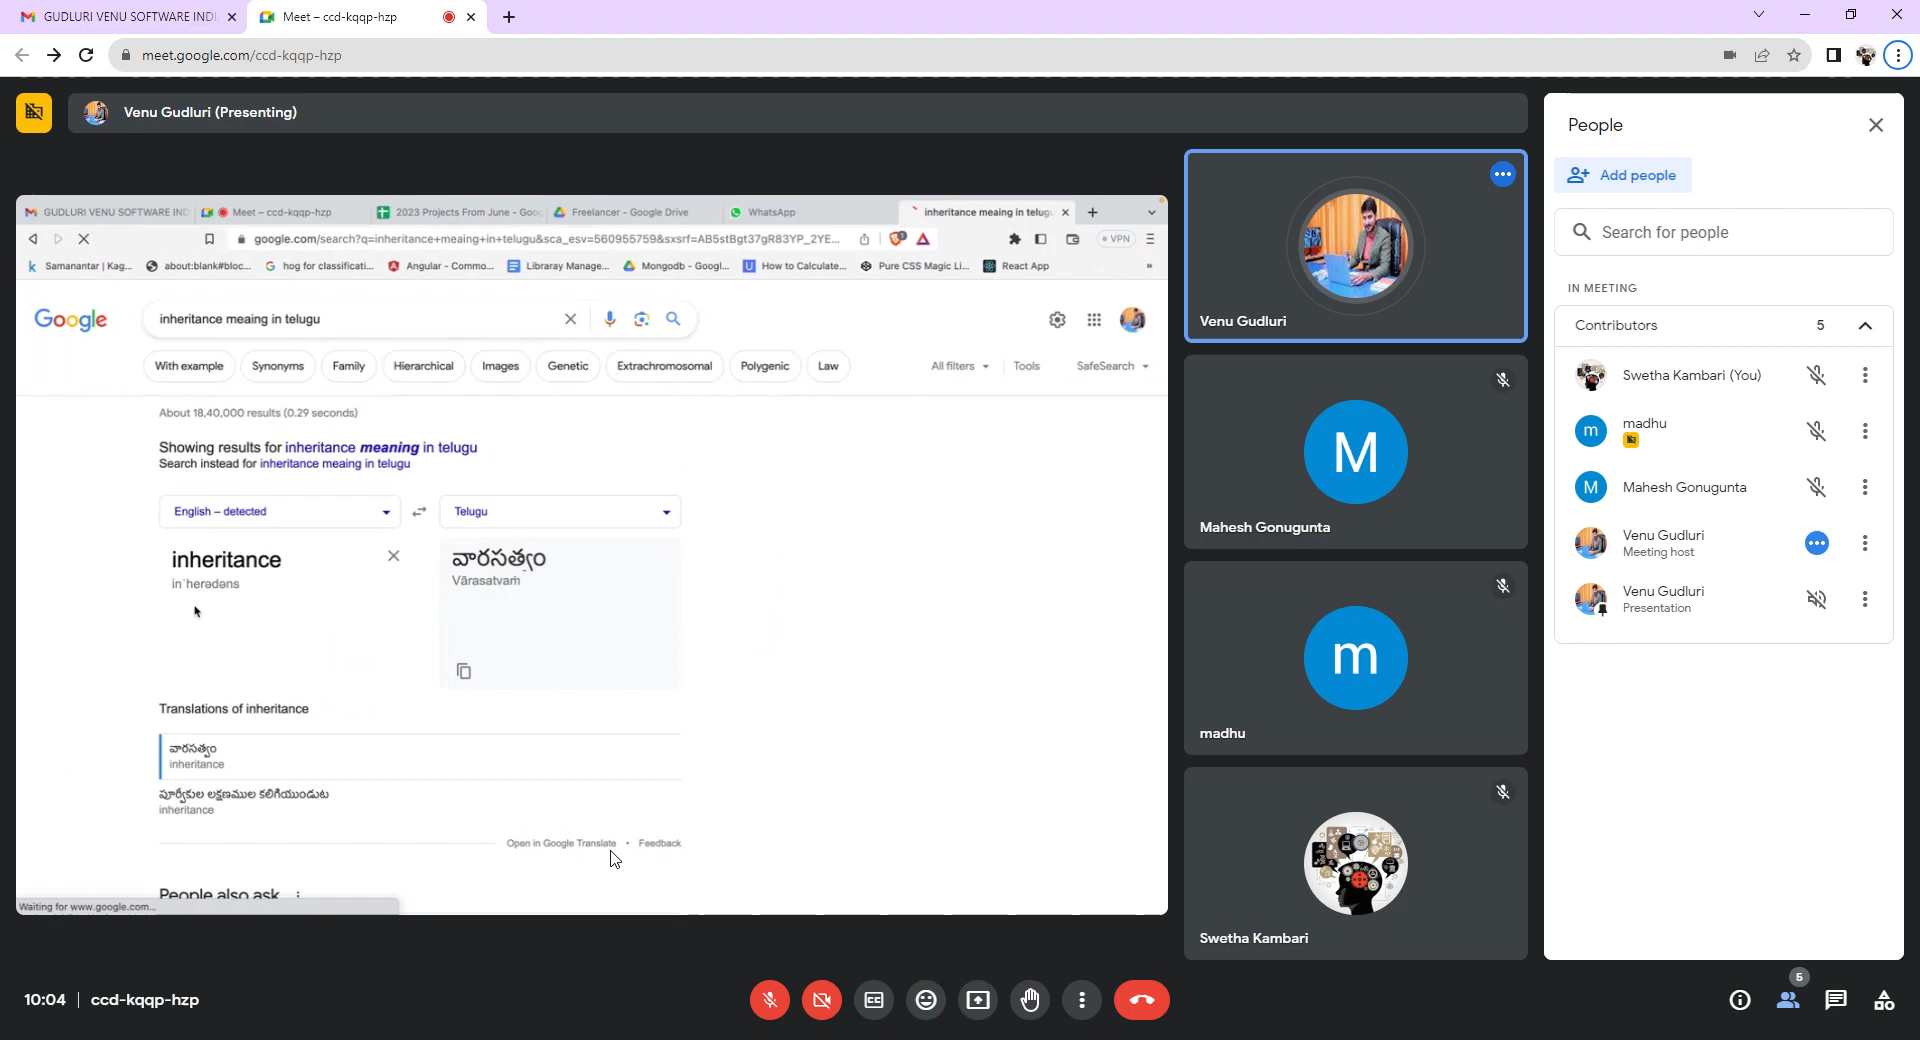 GUDLURI VENU SOFTWARE INDI
Meet – ccd-kqqp-hzp
meet.google.com/ccd-kqqp-hzp
Venu Gudluri (Presenting)
GUDLURI VENU SOFTWARE IND
Meet – ccd-kqqp-hzp
2023 Projects From June - Goog
Freelancer - Google Drive
WhatsApp
inheritance meaing in telugu
google.com/search?q=inheritance+meaing+in+telugu&sca_esv=560955759&sxsrf=AB5stBgt37gR83YP_2YE...
VPN
Samanantar | Kag...
about:blank#bloc...
hog for classificati...
Angular - Commo...
Libraray Manage...
Mongodb - Googl...
How to Calculate...
Pure CSS Magic Li...
React App
»
Google
inheritance meaing in telugu
With example
Synonyms
Family
Hierarchical
Images
Genetic
Extrachromosomal
Polygenic
Law
All filters
Tools
SafeSearch
About 18,40,000 results (0.29 seconds)
Showing results for inheritance meaning in telugu
Search instead for inheritance meaing in telugu
English – detected
Telugu
inheritance
inˈherədəns
వారసత్వం
Vārasatvaṁ
Translations of inheritance
వారసత్వం
inheritance
పూర్వీకుల లక్షణముల కలిగియుండుట
inheritance
Open in Google Translate • Feedback
People also ask
Waiting for www.google.com...
Venu Gudluri
M
Mahesh Gonugunta
m
madhu
Swetha Kambari
People
Add people
Search for people
IN MEETING
Contributors 5
Swetha Kambari (You)
m
madhu
M
Mahesh Gonugunta
Venu Gudluri
Meeting host
Venu Gudluri
Presentation
10:04 | ccd-kqqp-hzp
CC
5